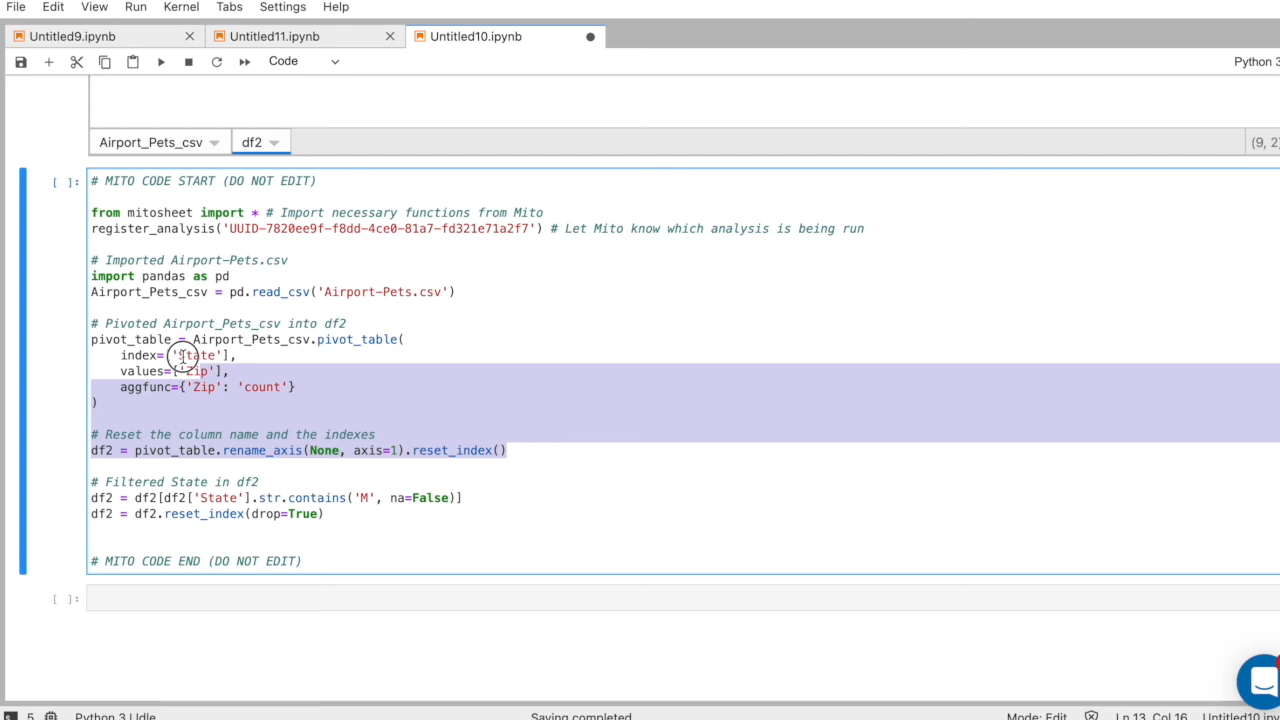 File Edit View Run Kernel Tabs Settings Help
Untitled9.ipynb Untitled11.ipynb Untitled10.ipynb
Code Python 3
Airport_Pets_csv df2 (9, 2)
[ ]: # MITO CODE START (DO NOT EDIT)
from mitosheet import * # Import necessary functions from Mito
register_analysis('UUID-7820ee9f-f8dd-4ce0-81a7-fd321e71a2f7') # Let Mito know which analysis is being run
# Imported Airport-Pets.csv
import pandas as pd
Airport_Pets_csv = pd.read_csv('Airport-Pets.csv')
# Pivoted Airport_Pets_csv into df2
pivot_table = Airport_Pets_csv.pivot_table(
index=['State'],
values=['Zip'],
aggfunc={'Zip': 'count'}
)
# Reset the column name and the indexes
df2 = pivot_table.rename_axis(None, axis=1).reset_index()
# Filtered State in df2
df2 = df2[df2['State'].str.contains('M', na=False)]
df2 = df2.reset_index(drop=True)
# MITO CODE END (DO NOT EDIT)
[ ]:
5 Python 3 | Idle Saving completed Mode: Edit Ln 13, Col 16 Untitled10.ipy